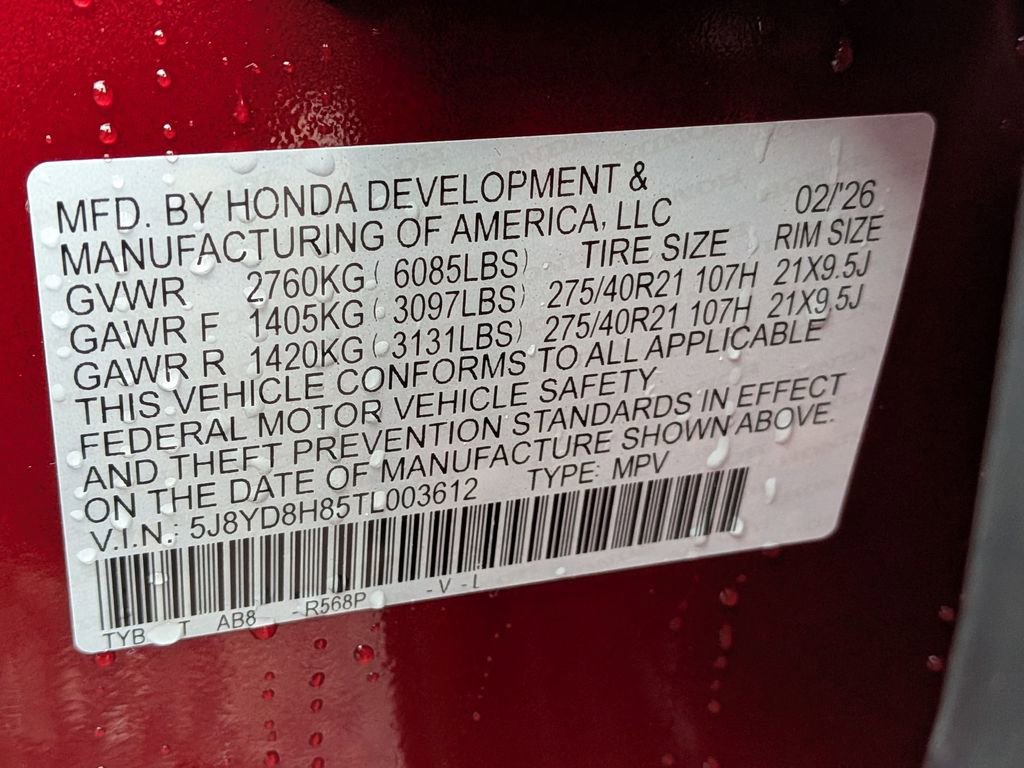 MFD. BY HONDA DEVELOPMENT &
MANUFACTURING OF AMERICA, LLC 02/'26
GVWR 2760KG ( 6085LBS) TIRE SIZE RIM SIZE
GAWR F 1405KG ( 3097LBS) 275/40R21 107H 21X9.5J
GAWR R 1420KG ( 3131LBS) 275/40R21 107H 21X9.5J
THIS VEHICLE CONFORMS TO ALL APPLICABLE
FEDERAL MOTOR VEHICLE SAFETY
AND THEFT PREVENTION STANDARDS IN EFFECT
ON THE DATE OF MANUFACTURE SHOWN ABOVE.
V.I.N.: 5J8YD8H85TL003612 TYPE: MPV
TYB T AB8 - R568P - V - L